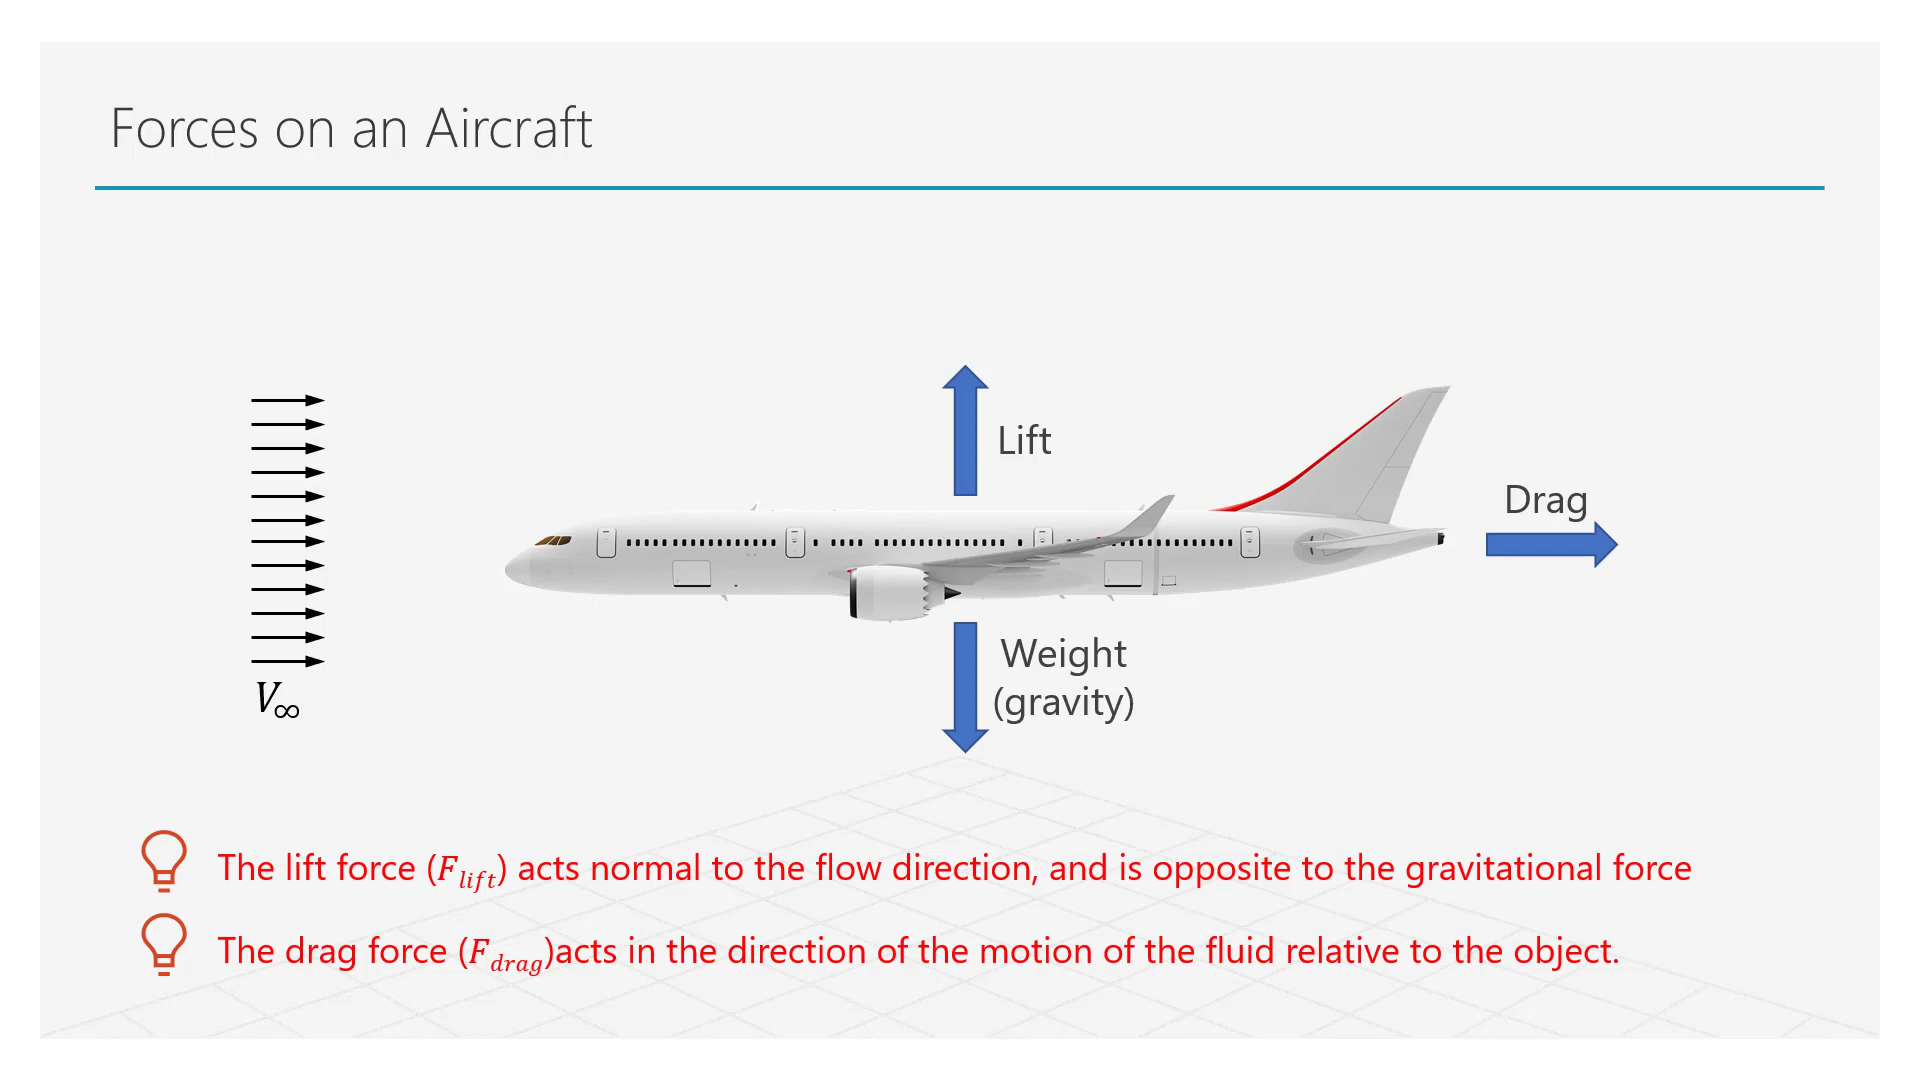 Forces on an Aircraft
Lift
Drag
Weight
(gravity)
V∞
The lift force (F_lift) acts normal to the flow direction, and is opposite to the gravitational force
The drag force (F_drag)acts in the direction of the motion of the fluid relative to the object.